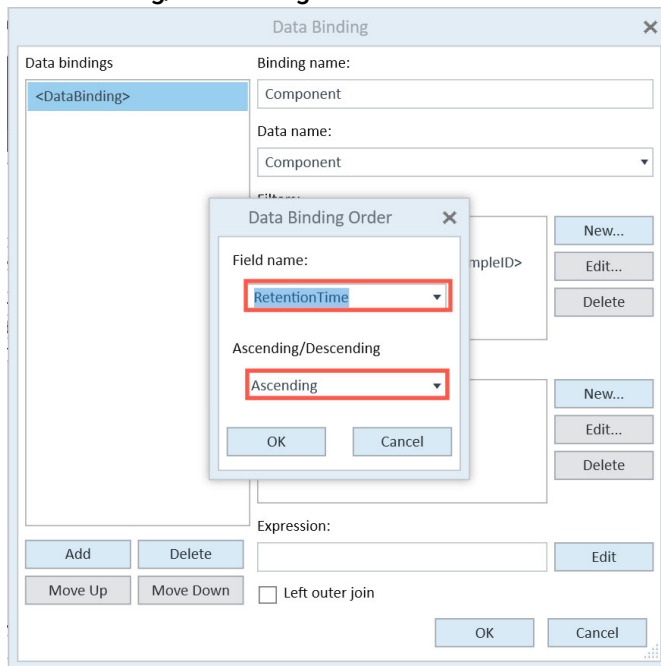 Data Binding
Data bindings
<DataBinding>
Add
Delete
Move Up
Move Down
Binding name:
Component
Data name:
Component
New...
mpleID>
Edit...
Delete
New...
Edit...
Delete
Expression:
Edit
Left outer join
OK
Cancel
Data Binding Order
Field name:
RetentionTime
Ascending/Descending
Ascending
OK
Cancel